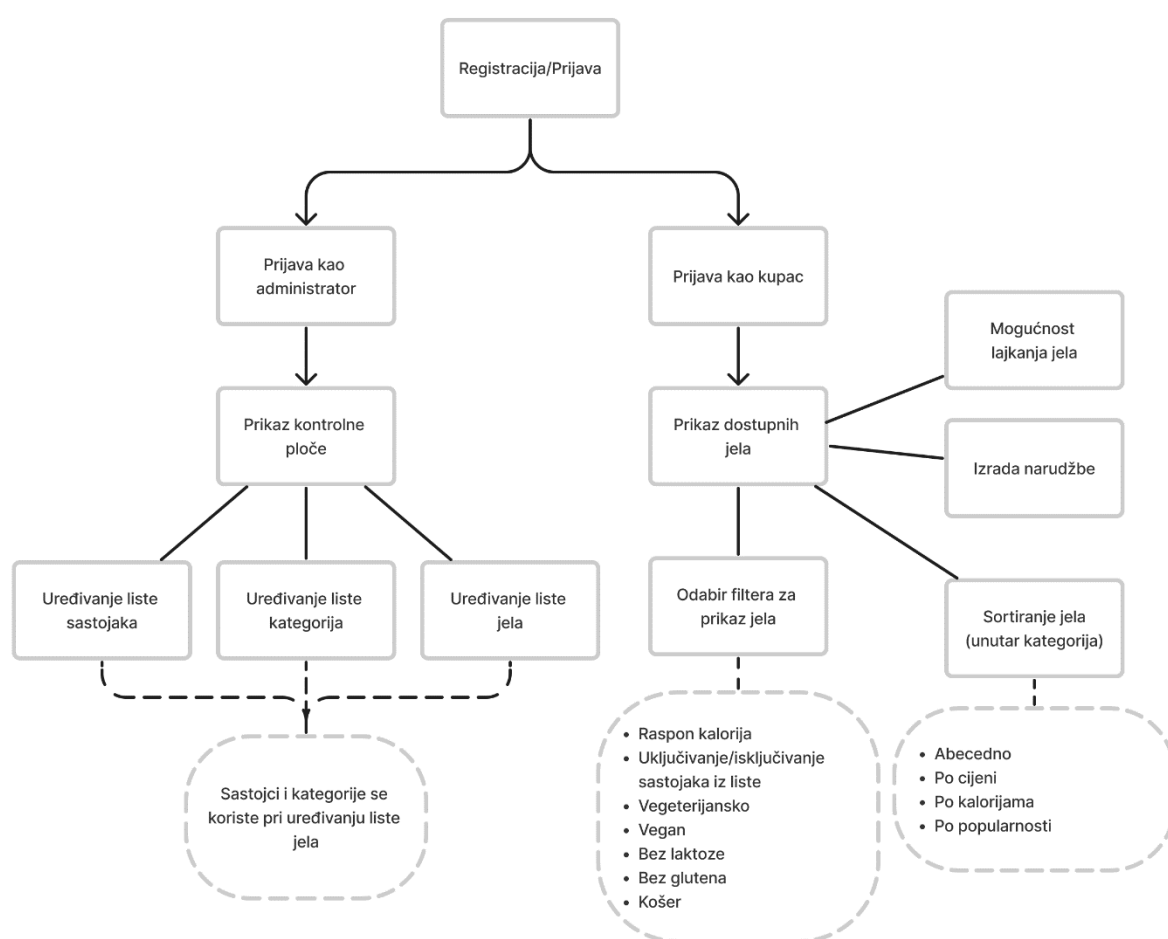 Registracija/Prijava
Prijava kao
administrator
Prijava kao kupac
Mogućnost
lajkanja jela
Prikaz kontrolne
ploče
Prikaz dostupnih
jela
Izrada narudžbe
Uređivanje liste
sastojaka
Uređivanje liste
kategorija
Uređivanje liste
jela
Odabir filtera za
prikaz jela
Sortiranje jela
(unutar kategorija)
Sastojci i kategorije se
koriste pri uređivanju liste
jela
• Raspon kalorija
• Uključivanje/isključivanje
sastojaka iz liste
• Vegeterijansko
• Vegan
• Bez laktoze
• Bez glutena
• Košer
• Abecedno
• Po cijeni
• Po kalorijama
• Po popularnosti